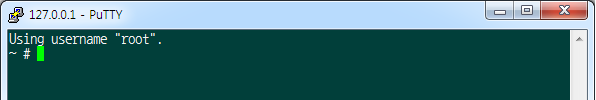 127.0.0.1 - PuTTY
Using username "root".
~ #